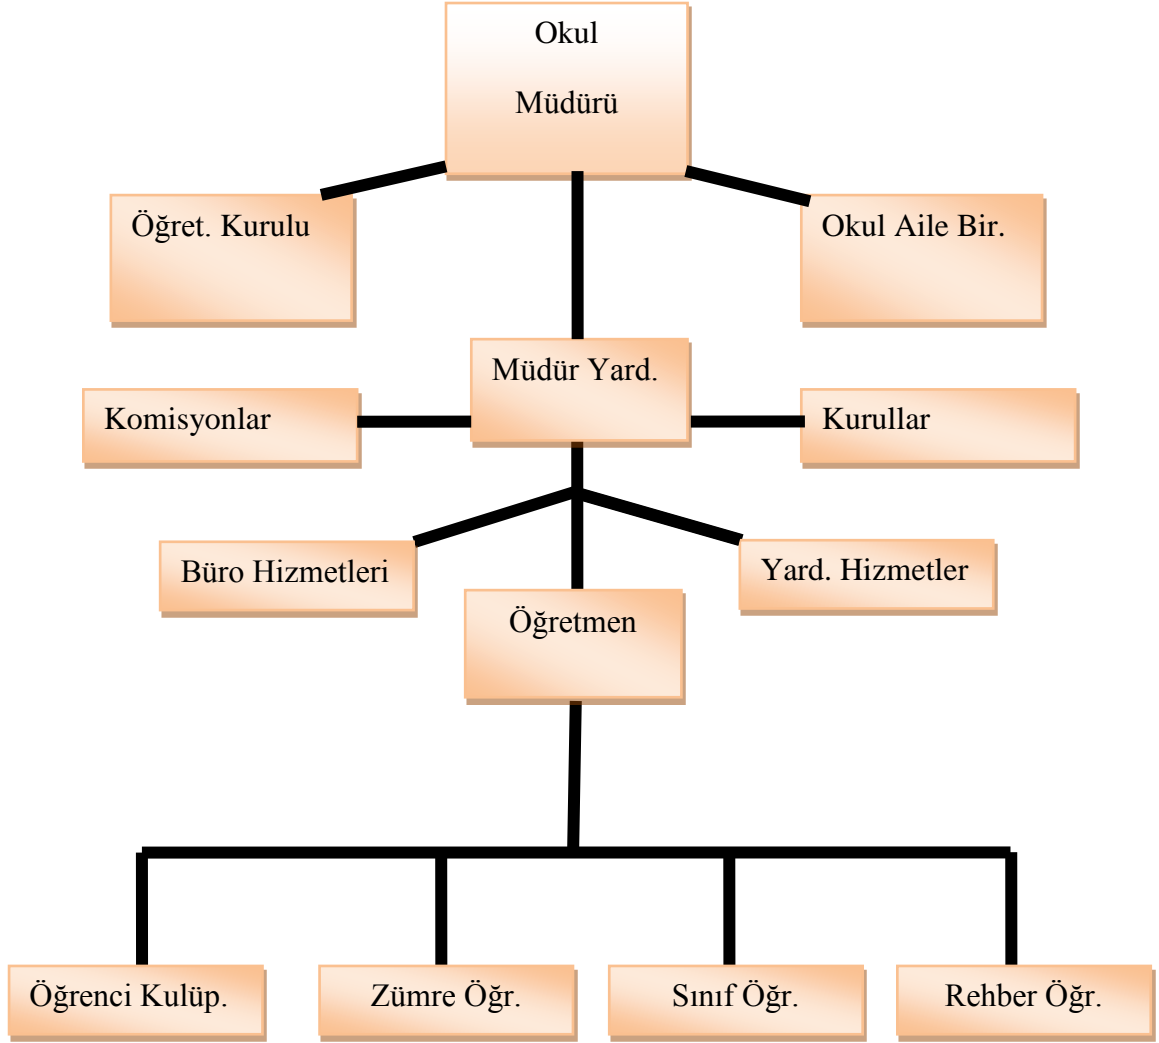 Okul
Müdürü
Öğret. Kurulu
Okul Aile Bir.
Müdür Yard.
Komisyonlar
Kurullar
Büro Hizmetleri
Yard. Hizmetler
Öğretmen
Öğrenci Kulüp.
Zümre Öğr.
Sınıf Öğr.
Rehber Öğr.